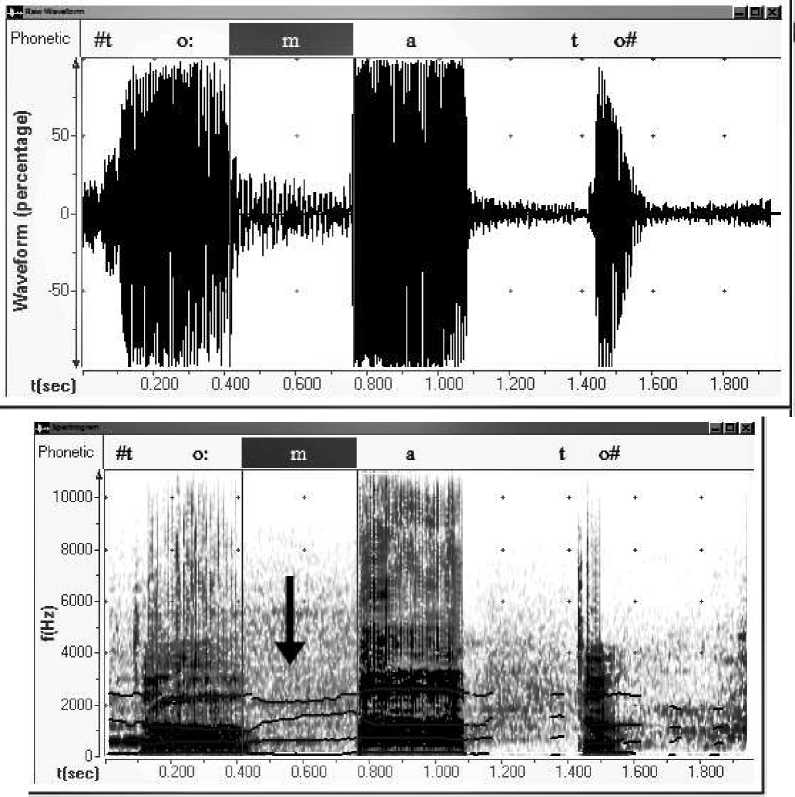 Raw Waveform
Phonetic #t o: m a t o#
Waveform (percentage)
50
0
-50
t(sec) 0.200 0.400 0.600 0.800 1.000 1.200 1.400 1.600 1.800
Spectrogram
Phonetic #t o: m a t o#
f(Hz)
10000
8000
6000
4000
2000
0
t(sec) 0.200 0.400 0.600 0.800 1.000 1.200 1.400 1.600 1.800